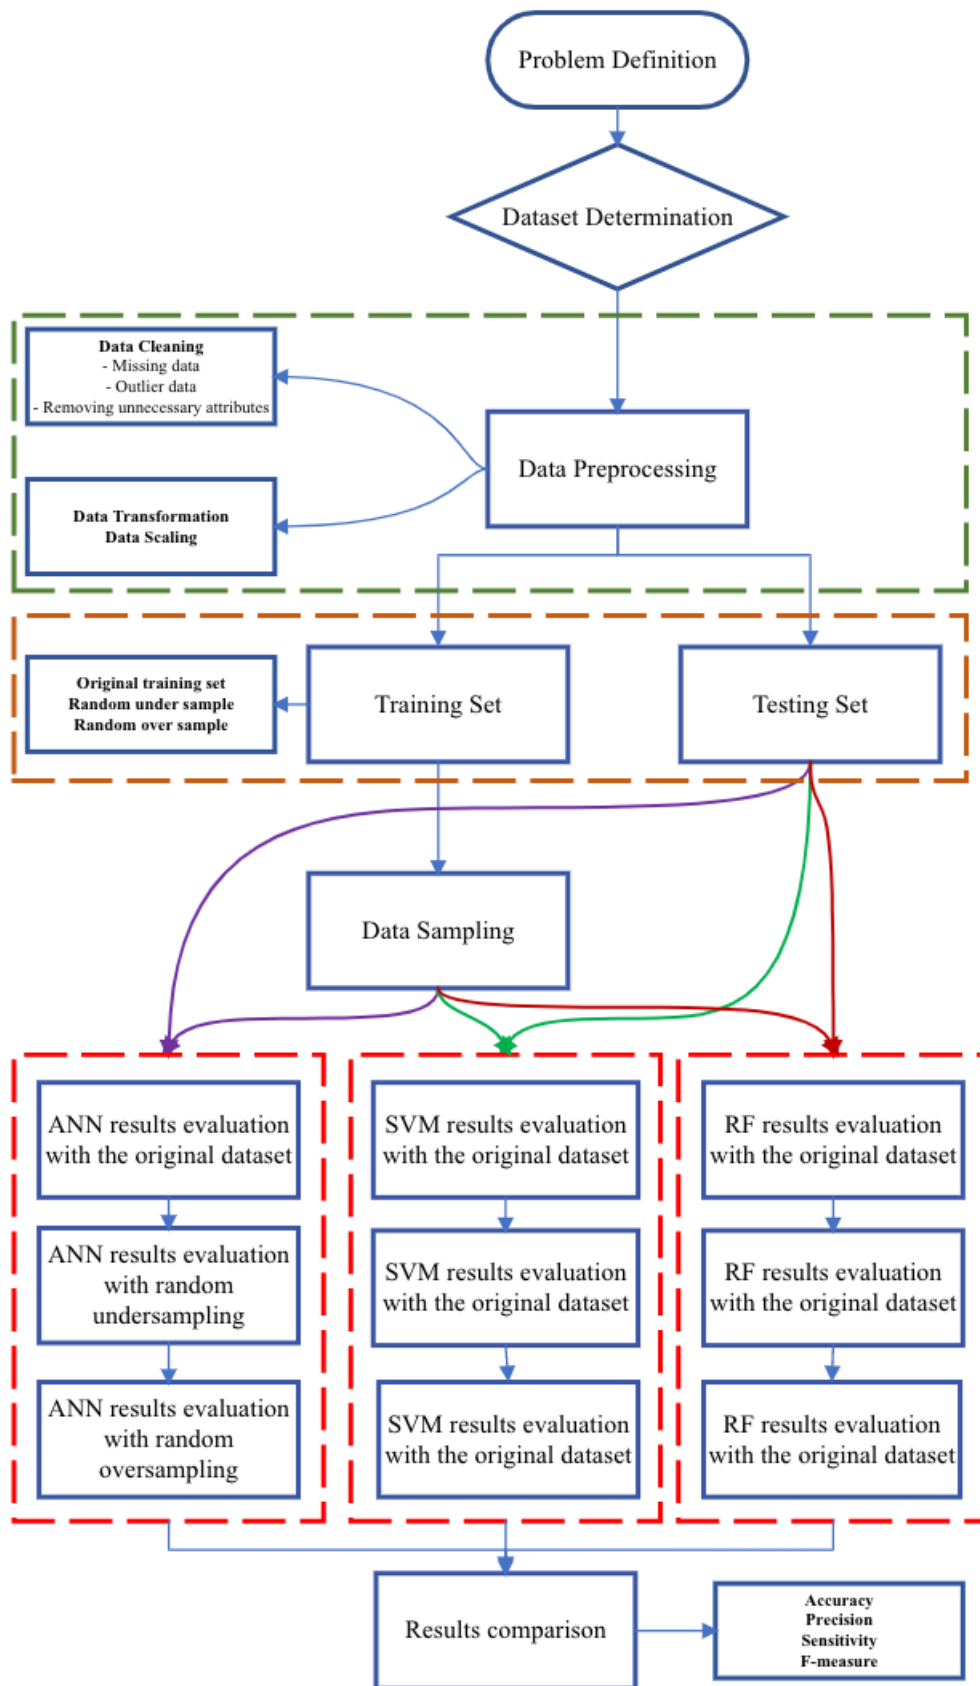 Problem Definition
Dataset Determination
Data Cleaning
- Missing data
- Outlier data
- Removing unnecessary attributes
Data Preprocessing
Data Transformation
Data Scaling
Original training set
Random under sample
Random over sample
Training Set
Testing Set
Data Sampling
ANN results evaluation
with the original dataset
SVM results evaluation
with the original dataset
RF results evaluation
with the original dataset
ANN results evaluation
with random
undersampling
SVM results evaluation
with the original dataset
RF results evaluation
with the original dataset
ANN results evaluation
with random
oversampling
SVM results evaluation
with the original dataset
RF results evaluation
with the original dataset
Results comparison
Accuracy
Precision
Sensitivity
F-measure